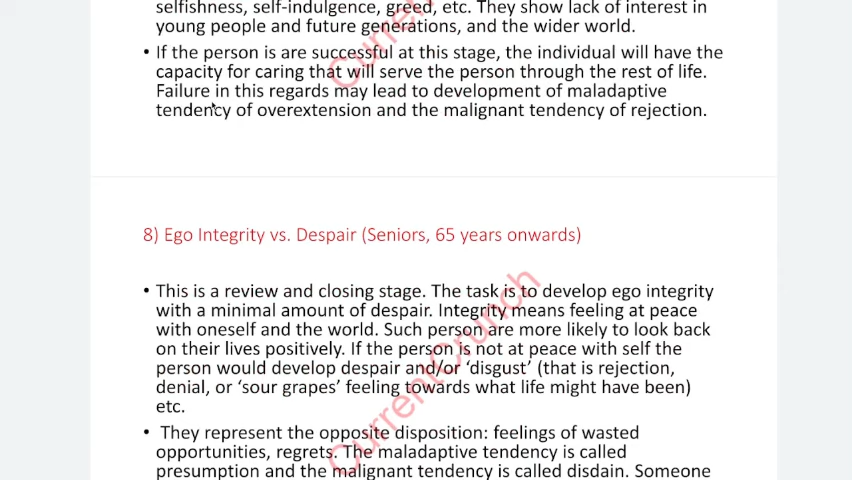 selfishness, self-indulgence, greed, etc. They show lack of interest in
young people and future generations, and the wider world.
• If the person is are successful at this stage, the individual will have the
capacity for caring that will serve the person through the rest of life.
Failure in this regards may lead to development of maladaptive
tendency of overextension and the malignant tendency of rejection.
8) Ego Integrity vs. Despair (Seniors, 65 years onwards)
• This is a review and closing stage. The task is to develop ego integrity
with a minimal amount of despair. Integrity means feeling at peace
with oneself and the world. Such person are more likely to look back
on their lives positively. If the person is not at peace with self the
person would develop despair and/or ‘disgust’ (that is rejection,
denial, or ‘sour grapes’ feeling towards what life might have been)
etc.
• They represent the opposite disposition: feelings of wasted
opportunities, regrets. The maladaptive tendency is called
presumption and the malignant tendency is called disdain. Someone
CurrentCrunch